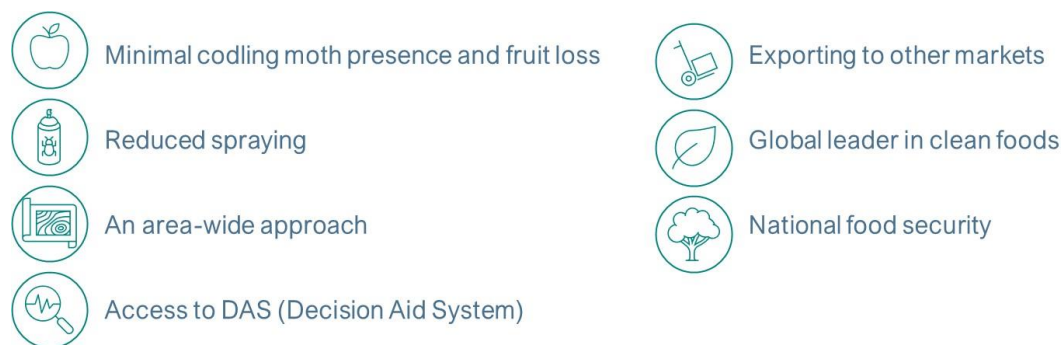 Minimal codling moth presence and fruit loss
Reduced spraying
An area-wide approach
Access to DAS (Decision Aid System)
Exporting to other markets
Global leader in clean foods
National food security